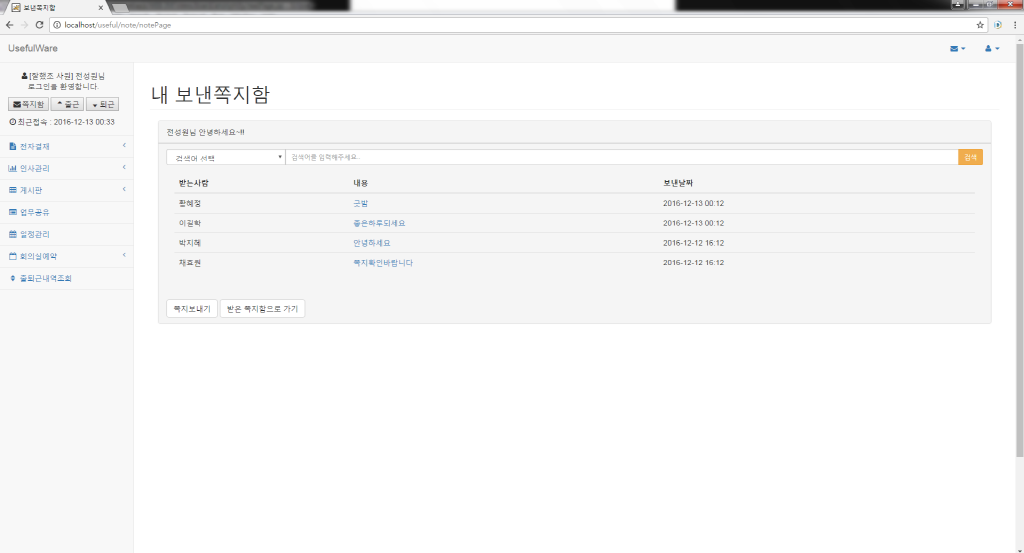 보낸쪽지함
localhost/useful/note/notePage
UsefulWare
[잘했조 사원] 전성원님
로그인을 환영합니다.
쪽지함 출근 퇴근
최근접속 : 2016-12-13 00:33
전자결재
인사관리
게시판
업무공유
일정관리
회의실예약
출퇴근내역조회
내 보낸쪽지함
전성원님 안녕하세요~!!!
검색어 선택 검색어를 입력해주세요.. 검색
받는사람 내용 보낸날짜
황혜정 굿밤 2016-12-13 00:12
이길학 좋은하루되세요 2016-12-13 00:12
박지혜 안녕하세요 2016-12-12 16:12
채효원 쪽지확인바랍니다 2016-12-12 16:12
쪽지보내기 받은 쪽지함으로 가기